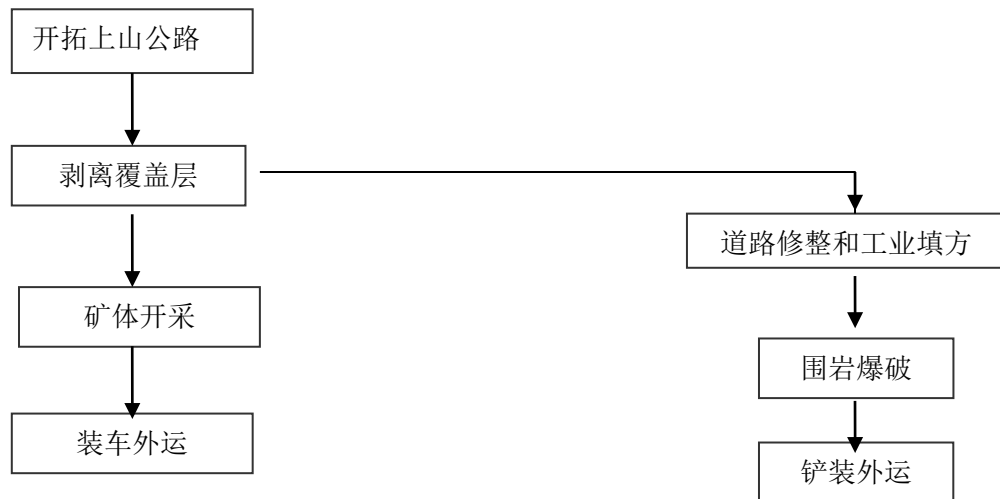 开拓上山公路
剥离覆盖层
道路修整和工业填方
矿体开采
围岩爆破
装车外运
铲装外运